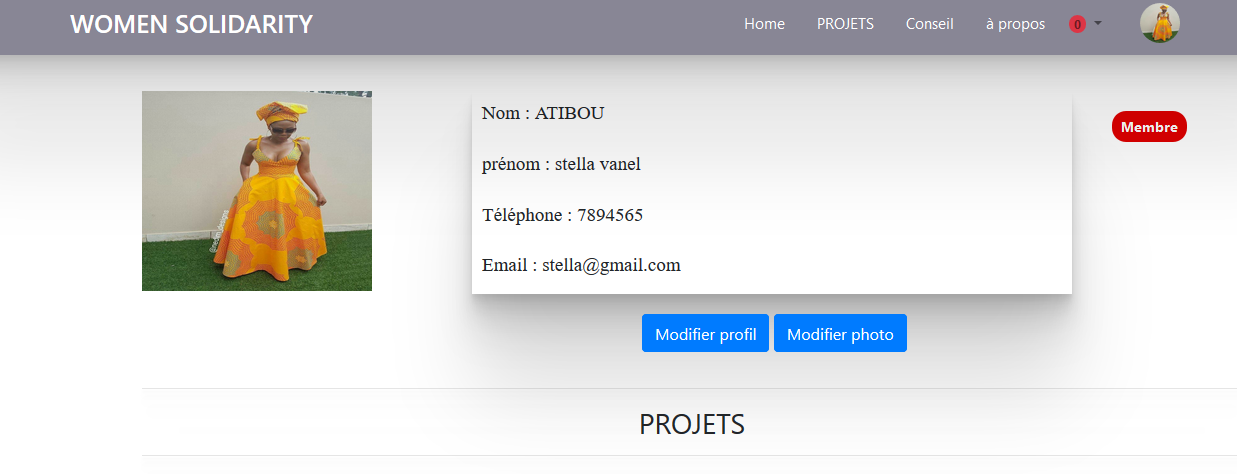 WOMEN SOLIDARITY
Home PROJETS Conseil à propos 0
Nom : ATIBOU
Membre
prénom : stella vanel
Téléphone : 7894565
Email : stella@gmail.com
Modifier profil Modifier photo
PROJETS